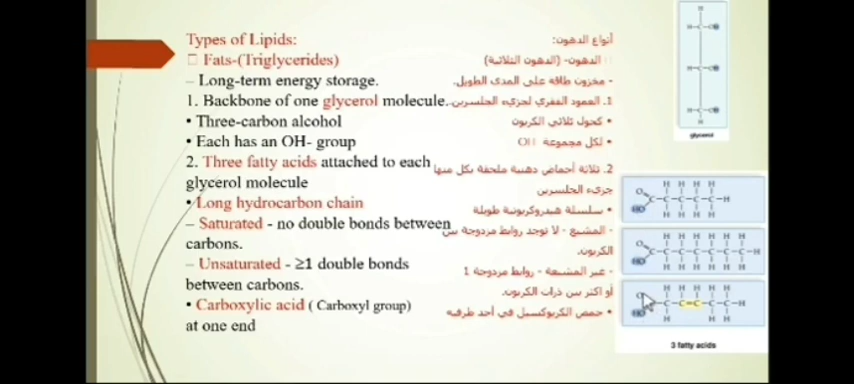 Types of Lipids:
Fats-(Triglycerides)
– Long-term energy storage.
1. Backbone of one glycerol molecule.
• Three-carbon alcohol
• Each has an OH- group
2. Three fatty acids attached to each
glycerol molecule
• Long hydrocarbon chain
– Saturated - no double bonds between
carbons.
– Unsaturated - ≥1 double bonds
between carbons.
• Carboxylic acid ( Carboxyl group)
at one end
أنواع الدهون:
الدهون- (الدهون الثلاثية)
- مخزون طاقة على المدى الطويل.
1. العمود الفقري لجزيء الجلسرين.
• كحول ثلاثي الكربون
• لكل مجموعة OH
2. ثلاثة أحماض دهنية ملحقة بكل منها
جزيء الجلسرين
• سلسلة هيدروكربونية طويلة
- المشبع - لا توجد روابط مزدوجة بين
الكربون.
- غير المشبعة - روابط مزدوجة 1
أو اكثر بين ذرات الكربون.
• حمض الكربوكسيل في أحد طرفيه
glycerol
3 fatty acids